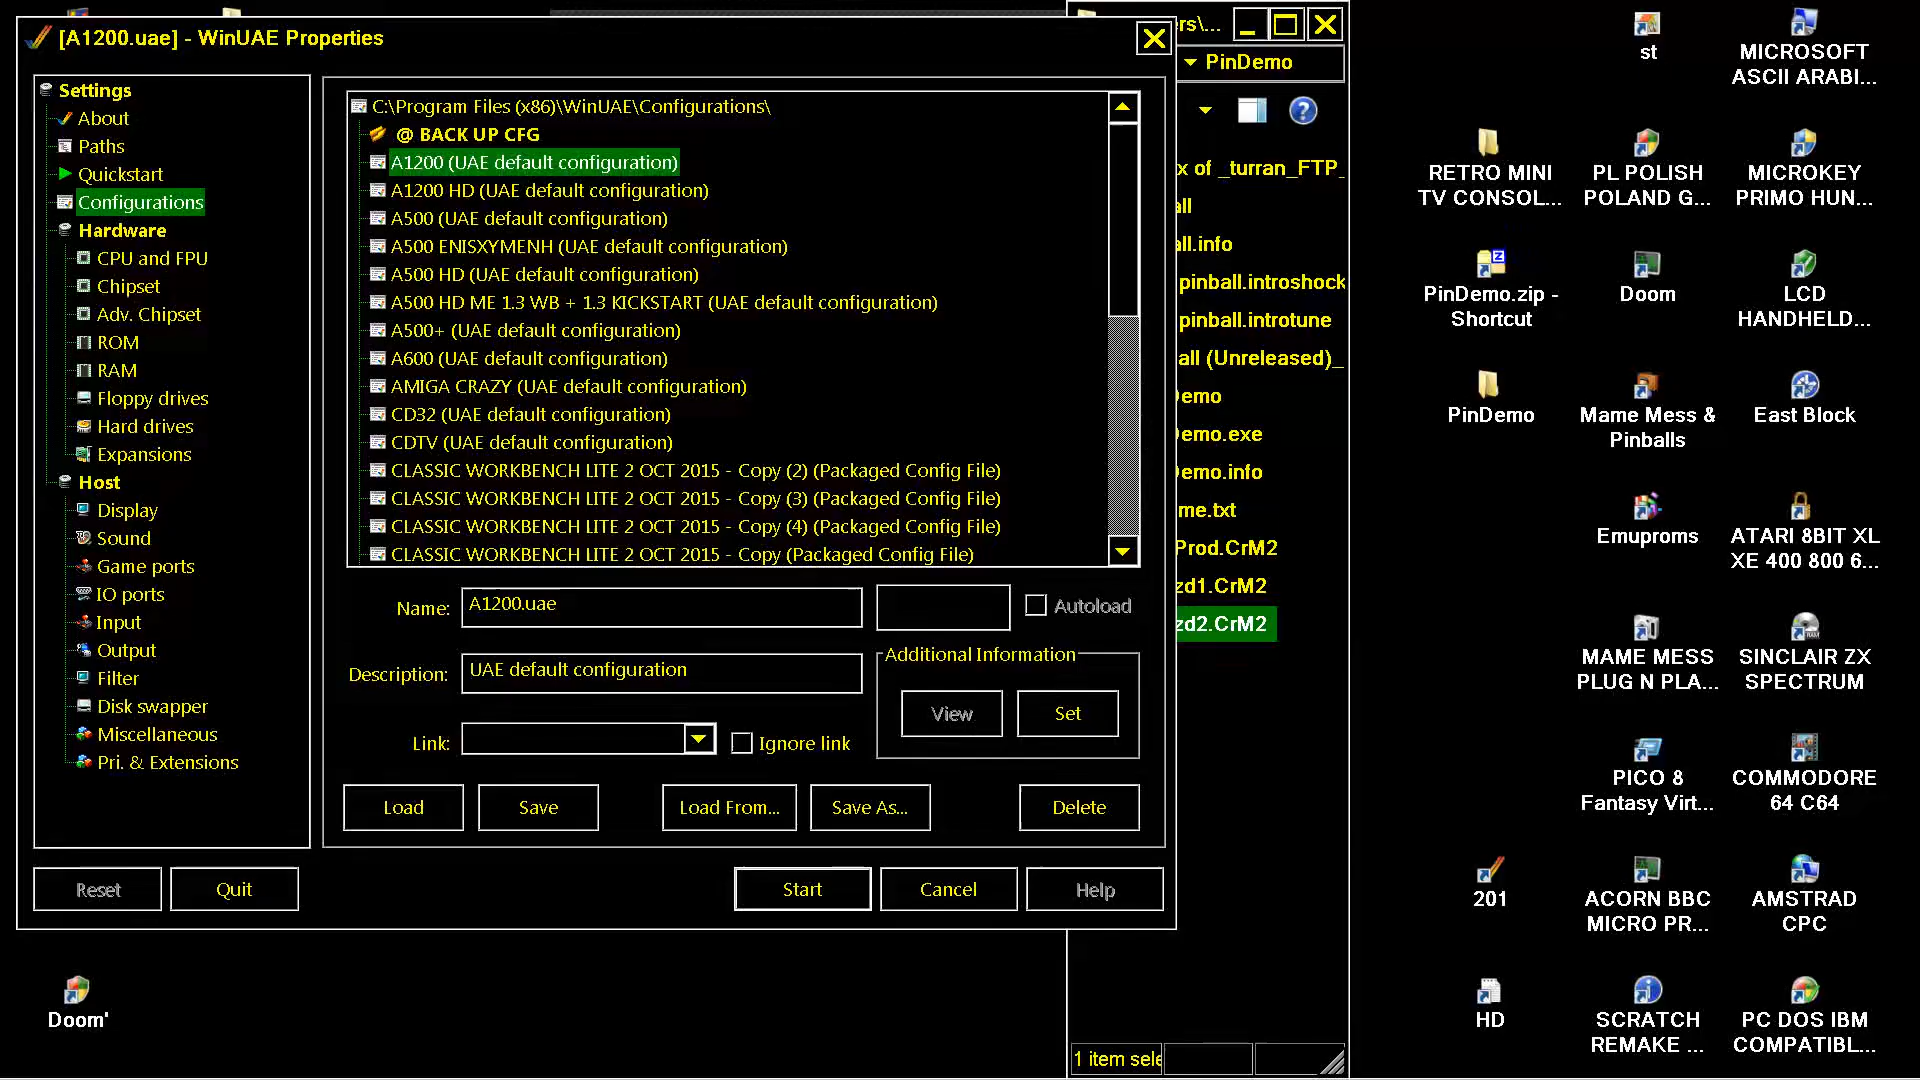 [A1200.uae] - WinUAE Properties
Settings
About
Paths
Quickstart
Configurations
Hardware
CPU and FPU
Chipset
Adv. Chipset
ROM
RAM
Floppy drives
Hard drives
Expansions
Host
Display
Sound
Game ports
IO ports
Input
Output
Filter
Disk swapper
Miscellaneous
Pri. & Extensions
C:\Program Files (x86)\WinUAE\Configurations\
@ BACK UP CFG
A1200 (UAE default configuration)
A1200 HD (UAE default configuration)
A500 (UAE default configuration)
A500 ENISXYMENH (UAE default configuration)
A500 HD (UAE default configuration)
A500 HD ME 1.3 WB + 1.3 KICKSTART (UAE default configuration)
A500+ (UAE default configuration)
A600 (UAE default configuration)
AMIGA CRAZY (UAE default configuration)
CD32 (UAE default configuration)
CDTV (UAE default configuration)
CLASSIC WORKBENCH LITE 2 OCT 2015 - Copy (2) (Packaged Config File)
CLASSIC WORKBENCH LITE 2 OCT 2015 - Copy (3) (Packaged Config File)
CLASSIC WORKBENCH LITE 2 OCT 2015 - Copy (4) (Packaged Config File)
CLASSIC WORKBENCH LITE 2 OCT 2015 - Copy (Packaged Config File)
Name: A1200.uae
Autoload
Description: UAE default configuration
Additional Information
View Set
Link: Ignore link
Load Save Load From... Save As... Delete
Reset Quit Start Cancel Help
rs\...
PinDemo
x of _turran_FTP_
all
all.info
pinball.introshock
pinball.introtune
all (Unreleased)_
Demo
Demo.exe
Demo.info
me.txt
Prod.CrM2
zd1.CrM2
zd2.CrM2
1 item sele
Doom'
RETRO MINI
TV CONSOL...
PinDemo.zip -
Shortcut
PinDemo
201
HD
st
PL POLISH
POLAND G...
Doom
Mame Mess &
Pinballs
Emuproms
MAME MESS
PLUG N PLA...
PICO 8
Fantasy Virt...
ACORN BBC
MICRO PR...
SCRATCH
REMAKE ...
MICROSOFT
ASCII ARABI...
MICROKEY
PRIMO HUN...
LCD
HANDHELD...
East Block
ATARI 8BIT XL
XE 400 800 6...
SINCLAIR ZX
SPECTRUM
COMMODORE
64 C64
AMSTRAD
CPC
PC DOS IBM
COMPATIBL...